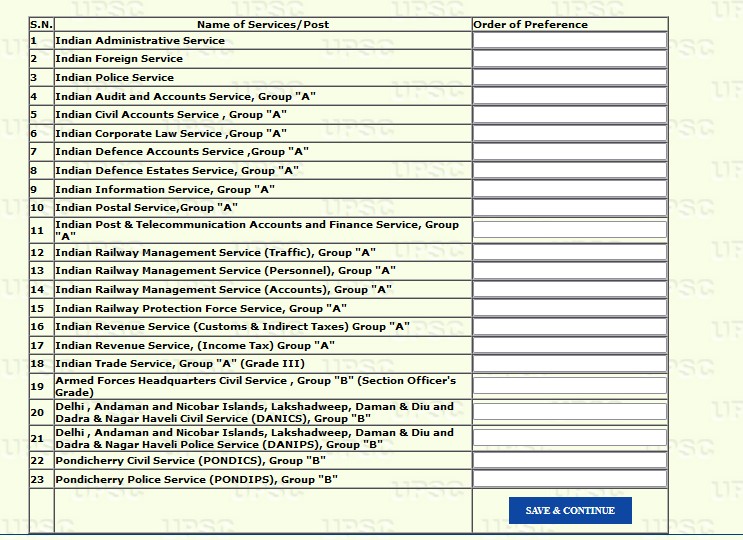 S.N. Name of Services/Post Order of Preference
1 Indian Administrative Service
2 Indian Foreign Service
3 Indian Police Service
4 Indian Audit and Accounts Service, Group "A"
5 Indian Civil Accounts Service , Group "A"
6 Indian Corporate Law Service ,Group "A"
7 Indian Defence Accounts Service ,Group "A"
8 Indian Defence Estates Service, Group "A"
9 Indian Information Service, Group "A"
10 Indian Postal Service,Group "A"
11 Indian Post & Telecommunication Accounts and Finance Service, Group
"A"
12 Indian Railway Management Service (Traffic), Group "A"
13 Indian Railway Management Service (Personnel), Group "A"
14 Indian Railway Management Service (Accounts), Group "A"
15 Indian Railway Protection Force Service, Group "A"
16 Indian Revenue Service (Customs & Indirect Taxes) Group "A"
17 Indian Revenue Service, (Income Tax) Group "A"
18 Indian Trade Service, Group "A" (Grade III)
19 Armed Forces Headquarters Civil Service , Group "B" (Section Officer's
Grade)
20 Delhi , Andaman and Nicobar Islands, Lakshadweep, Daman & Diu and
Dadra & Nagar Haveli Civil Service (DANICS), Group "B"
21 Delhi , Andaman and Nicobar Islands, Lakshadweep, Daman & Diu and
Dadra & Nagar Haveli Police Service (DANIPS), Group "B"
22 Pondicherry Civil Service (PONDICS), Group "B"
23 Pondicherry Police Service (PONDIPS), Group "B"
SAVE & CONTINUE